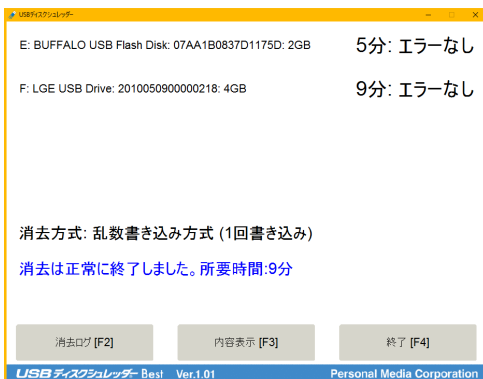 USBディスクシュレッダー
E: BUFFALO USB Flash Disk: 07AA1B0837D1175D: 2GB 5分: エラーなし
F: LGE USB Drive: 2010050900000218: 4GB 9分: エラーなし
消去方式: 乱数書き込み方式 (1回書き込み)
消去は正常に終了しました。所要時間:9分
消去ログ [F2] 内容表示 [F3] 終了 [F4]
USB ディスクシュレッダー Best Ver.1.01 Personal Media Corporation